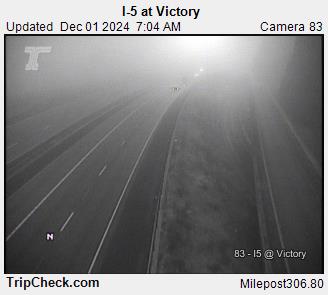 I-5 at Victory
Updated  Dec 01 2024  7:04 AM
Camera 83
T
N
83 - I5 @ Victory
TripCheck.com
Milepost306.80